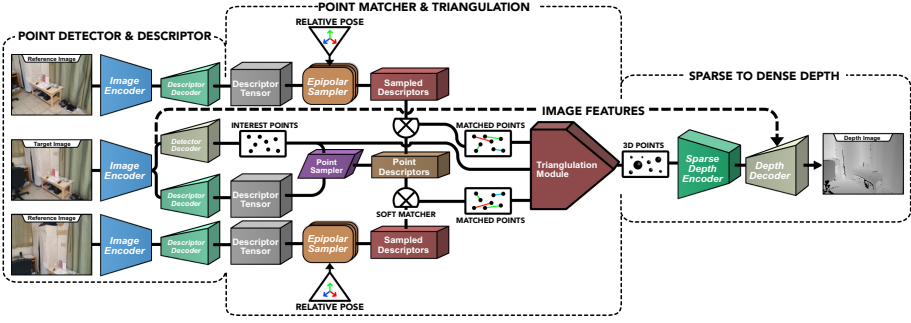 POINT MATCHER & TRIANGULATION
POINT DETECTOR & DESCRIPTOR
RELATIVE POSE
SPARSE TO DENSE DEPTH
Reference Image
Image
Encoder
Descriptor
Decoder
Descriptor
Tensor
Epipolar
Sampler
Sampled
Descriptors
IMAGE FEATURES
Target Image
Image
Encoder
Detector
Decoder
INTEREST POINTS
Descriptor
Decoder
Descriptor
Tensor
Point
Sampler
Point
Descriptors
SOFT MATCHER
MATCHED POINTS
MATCHED POINTS
Trianglulation
Module
3D POINTS
Sparse
Depth
Encoder
Depth
Decoder
Depth Image
Reference Image
Image
Encoder
Descriptor
Decoder
Descriptor
Tensor
Epipolar
Sampler
Sampled
Descriptors
RELATIVE POSE